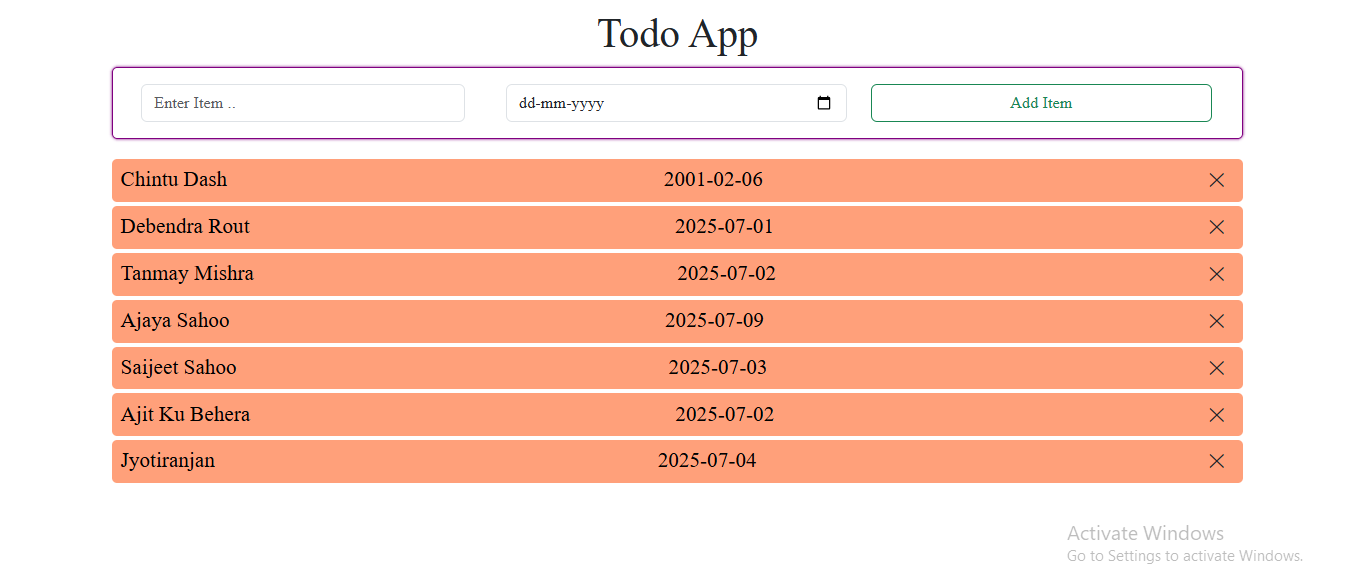 Todo App
Enter Item .. dd-mm-yyyy Add Item
Chintu Dash 2001-02-06
Debendra Rout 2025-07-01
Tanmay Mishra 2025-07-02
Ajaya Sahoo 2025-07-09
Saijeet Sahoo 2025-07-03
Ajit Ku Behera 2025-07-02
Jyotiranjan 2025-07-04
Activate Windows
Go to Settings to activate Windows.